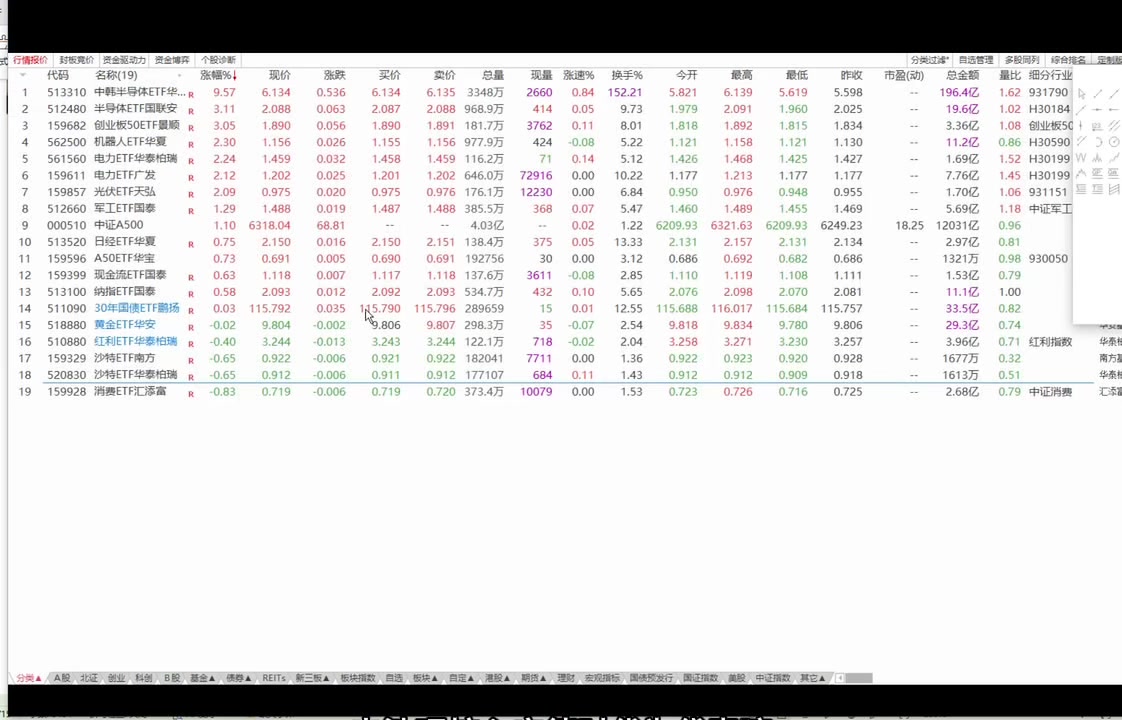 行情报价 封板竞价 资金驱动力 资金博弈 个股诊断 分类过滤* 自选管理 多股同列 综合排名 定制版
代码 名称(19) 涨幅%↓ 现价 涨跌 买价 卖价 总量 现量 涨速% 换手% 今开 最高 最低 昨收 市盈(动) 总金额 量比 细分行业
1 513310 中韩半导体ETF华... R 9.57 6.134 0.536 6.134 6.135 3348万 2660 0.84 152.21 5.821 6.134 5.619 5.598 -- 196.4亿 1.62 931790
2 512480 半导体ETF国联安 R 3.11 2.088 0.063 2.087 2.088 968.9万 414 0.05 9.73 1.979 2.091 1.960 2.025 -- 19.6亿 1.02 H30184
3 159682 创业板50ETF景顺 R 3.05 1.890 0.056 1.890 1.891 181.7万 3762 0.11 8.01 1.818 1.892 1.815 1.834 -- 3.36亿 1.08 创业板50
4 562500 机器人ETF华夏 R 2.30 1.156 0.026 1.155 1.156 977.9万 424 -0.08 5.22 1.121 1.158 1.121 1.130 -- 11.2亿 0.86 H30590
5 561560 电力ETF华泰柏瑞 R 2.24 1.459 0.032 1.458 1.459 116.2万 71 0.14 5.12 1.426 1.468 1.425 1.427 -- 1.69亿 1.52 H30199
6 159611 电力ETF广发 R 2.12 1.202 0.025 1.201 1.202 646.0万 72916 0.00 10.22 1.177 1.213 1.177 1.177 -- 7.76亿 1.45 H30199
7 159857 光伏ETF天弘 R 2.09 0.975 0.020 0.975 0.976 176.1万 12230 0.00 6.84 0.950 0.976 0.948 0.955 -- 1.70亿 1.06 931151
8 512660 军工ETF国泰 R 1.29 1.488 0.019 1.487 1.488 385.5万 368 0.07 5.47 1.460 1.489 1.455 1.469 -- 5.69亿 1.18 中证军工
9 000510 中证A500 1.10 6318.04 68.81 -- -- 4.03亿 -- 0.02 1.22 6209.93 6321.63 6209.93 6249.23 18.25 12031亿 0.96
10 513520 日经ETF华夏 R 0.75 2.150 0.016 2.150 2.151 138.4万 375 0.05 13.33 2.131 2.157 2.131 2.134 -- 2.97亿 0.81
11 159596 A50ETF华宝 0.73 0.691 0.005 0.690 0.691 192756 30 0.00 3.12 0.686 0.692 0.682 0.686 -- 1321万 0.98 930050
12 159399 现金流ETF国泰 R 0.63 1.118 0.007 1.117 1.118 137.6万 3611 -0.08 2.85 1.110 1.119 1.108 1.111 -- 1.53亿 0.79
13 513100 纳指ETF国泰 R 0.58 2.093 0.012 2.092 2.093 534.7万 432 0.10 5.65 2.076 2.098 2.070 2.081 -- 11.1亿 1.00
14 511090 30年国债ETF鹏扬 R 0.03 115.792 0.035 115.790 115.796 289659 15 0.01 12.55 115.688 116.017 115.684 115.757 -- 33.5亿 0.82
15 518880 黄金ETF华安 R -0.02 9.804 -0.002 9.806 9.807 298.3万 35 -0.07 2.54 9.818 9.834 9.780 9.806 -- 29.3亿 0.74
16 510880 红利ETF华泰柏瑞 R -0.40 3.244 -0.013 3.243 3.244 122.1万 718 -0.02 2.04 3.258 3.271 3.230 3.257 -- 3.96亿 0.71 红利指数 华泰柏
17 159329 沙特ETF南方 R -0.65 0.922 -0.006 0.921 0.922 182041 7711 0.00 1.36 0.922 0.923 0.920 0.928 -- 1677万 0.32 南方基
18 520830 沙特ETF华泰柏瑞 R -0.65 0.912 -0.006 0.911 0.912 177107 684 0.11 1.43 0.912 0.912 0.909 0.918 -- 1613万 0.51 华泰柏
19 159928 消费ETF汇添富 R -0.83 0.719 -0.006 0.719 0.720 373.4万 10079 0.00 1.53 0.723 0.726 0.716 0.725 -- 2.68亿 0.79 中证消费 汇添富
分类▲ A股 北证 创业 科创 B股 基金▲ 债券▲ REITs 新三板▲ 板块指数 自选 板块▲ 自定▲ 港股▲ 期货▲ 理财 宏观指标 国债预发行 国证指数 美股 中证指数 其它▲